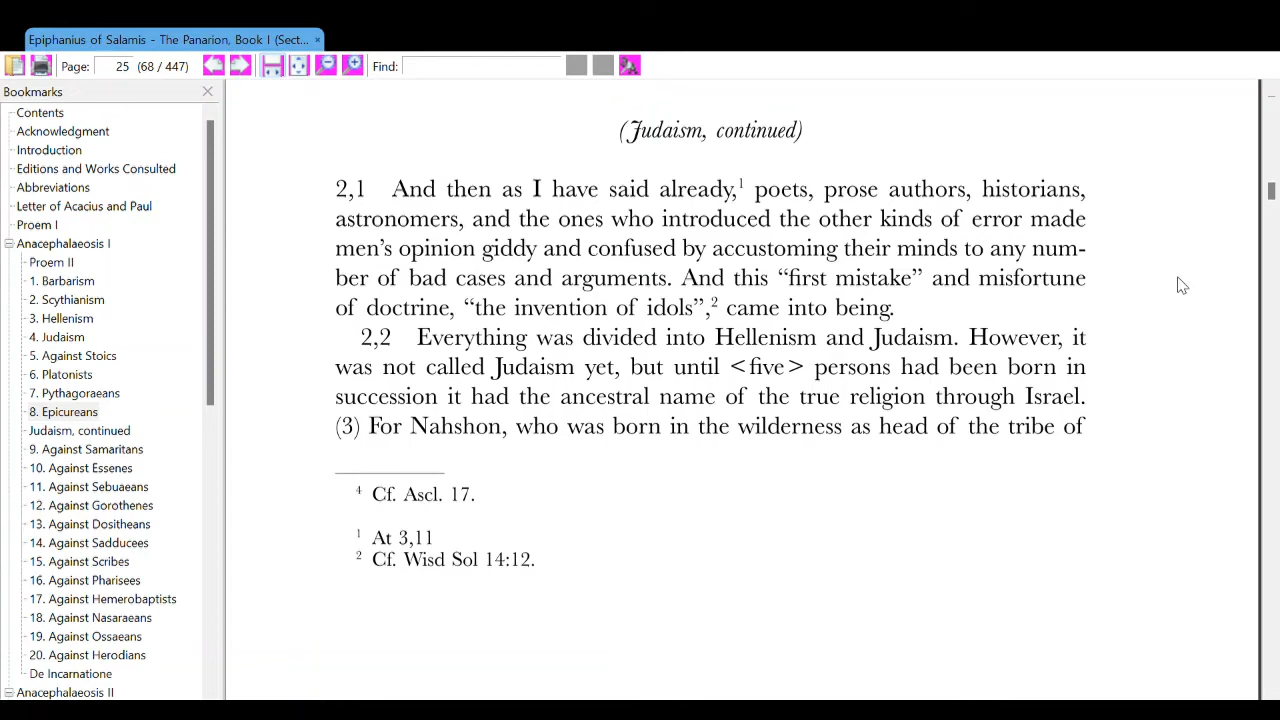 Epiphanius of Salamis - The Panarion, Book I (Sect... ×
Page: 25 (68 / 447) Find:
Bookmarks
Contents
Acknowledgment
Introduction
Editions and Works Consulted
Abbreviations
Letter of Acacius and Paul
Proem I
Anacephalaeosis I
Proem II
1. Barbarism
2. Scythianism
3. Hellenism
4. Judaism
5. Against Stoics
6. Platonists
7. Pythagoraeans
8. Epicureans
Judaism, continued
9. Against Samaritans
10. Against Essenes
11. Against Sebuaeans
12. Against Gorothenes
13. Against Dositheans
14. Against Sadducees
15. Against Scribes
16. Against Pharisees
17. Against Hemerobaptists
18. Against Nasaraeans
19. Against Ossaeans
20. Against Herodians
De Incarnatione
Anacephalaeosis II
(Judaism, continued)
2,1 And then as I have said already,¹ poets, prose authors, historians,
astronomers, and the ones who introduced the other kinds of error made
men’s opinion giddy and confused by accustoming their minds to any num-
ber of bad cases and arguments. And this “first mistake” and misfortune
of doctrine, “the invention of idols”,² came into being.
2,2 Everything was divided into Hellenism and Judaism. However, it
was not called Judaism yet, but until <five> persons had been born in
succession it had the ancestral name of the true religion through Israel.
(3) For Nahshon, who was born in the wilderness as head of the tribe of
⁴ Cf. Ascl. 17.
¹ At 3,11
² Cf. Wisd Sol 14:12.